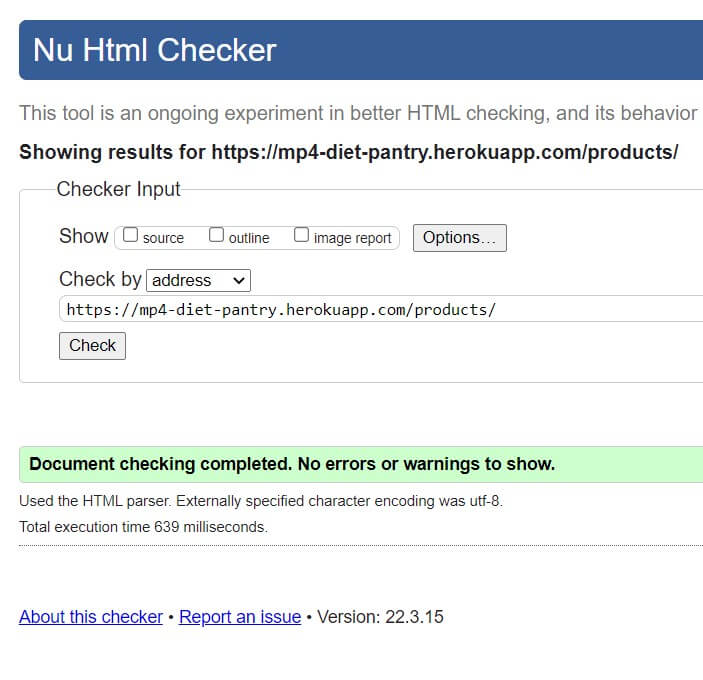 Nu Html Checker
This tool is an ongoing experiment in better HTML checking, and its behavior
Showing results for https://mp4-diet-pantry.herokuapp.com/products/
Checker Input
Show source outline image report Options...
Check by address
https://mp4-diet-pantry.herokuapp.com/products/
Check
Document checking completed. No errors or warnings to show.
Used the HTML parser. Externally specified character encoding was utf-8.
Total execution time 639 milliseconds.
About this checker • Report an issue • Version: 22.3.15